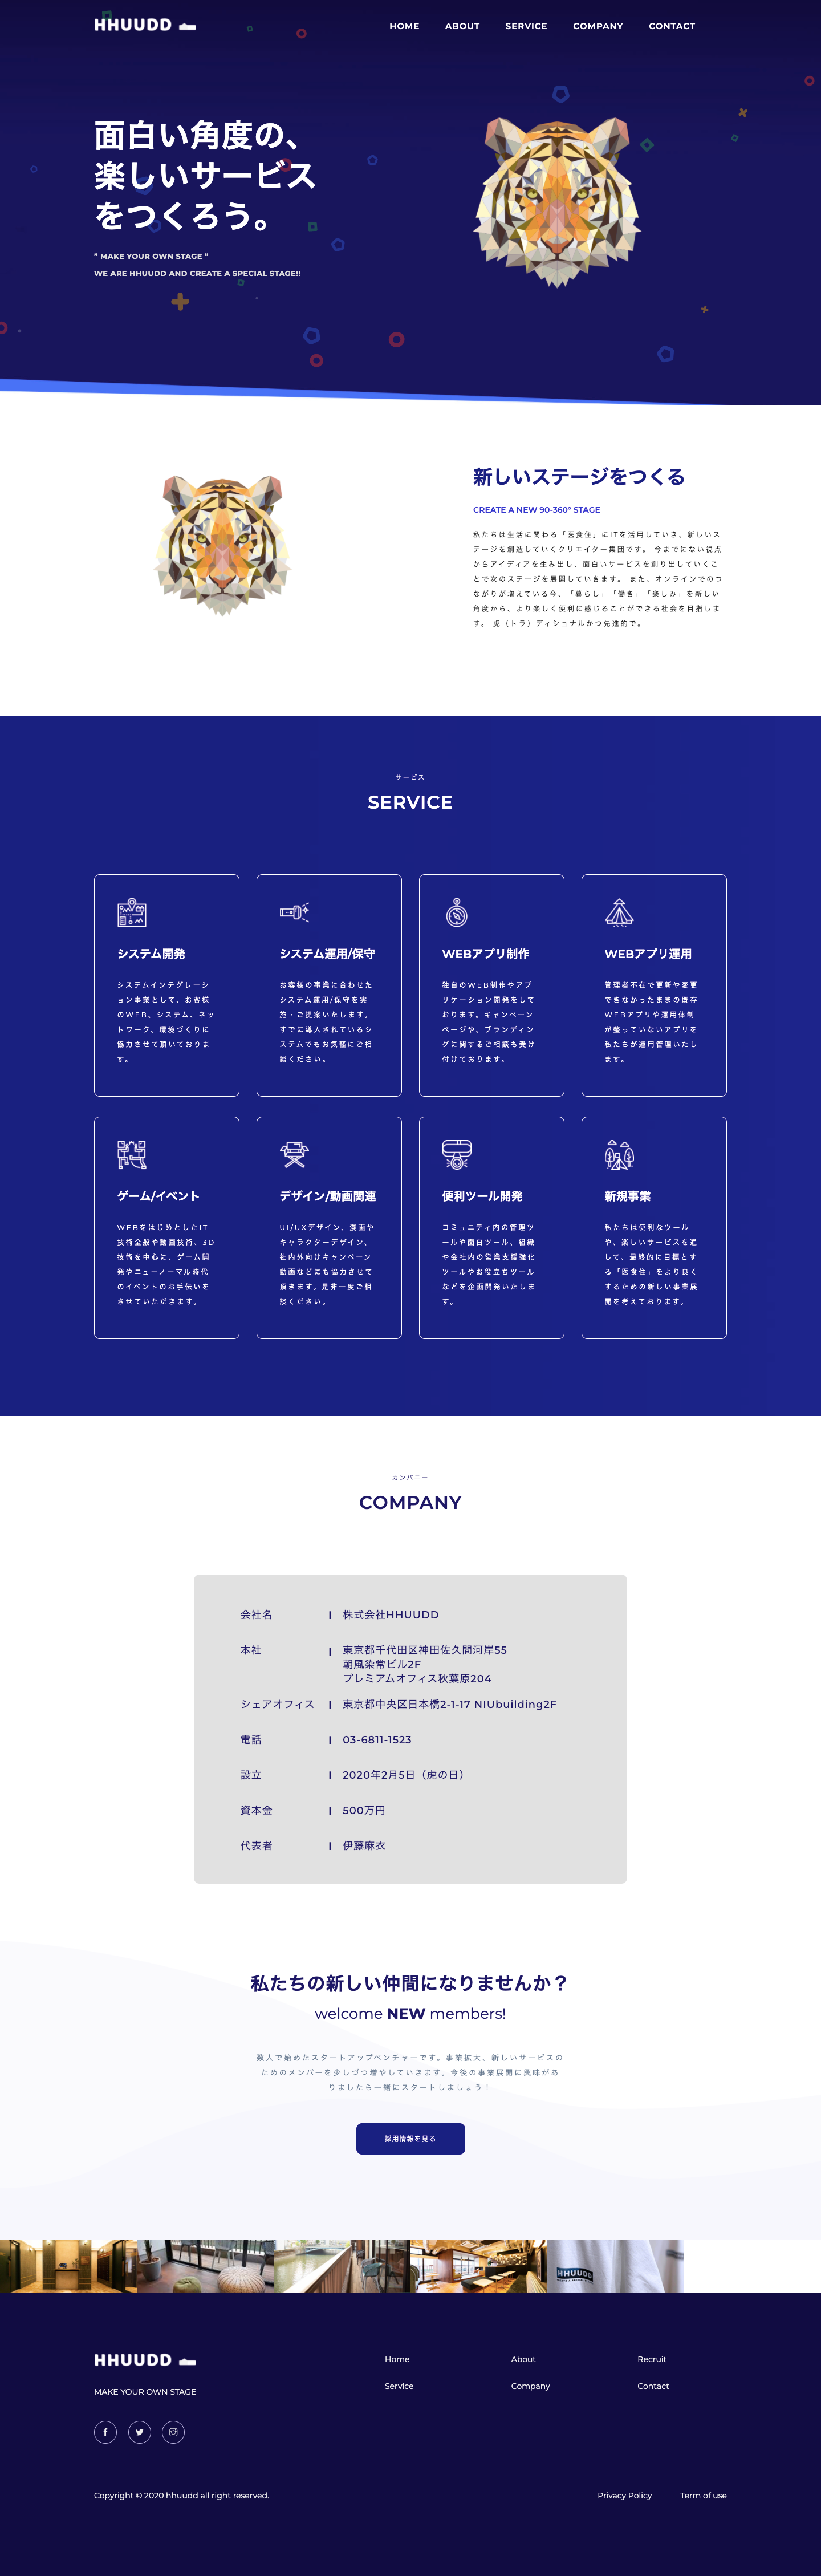 HHUUDD
HOME ABOUT SERVICE COMPANY CONTACT
面白い角度の、
楽しいサービス
をつくろう。
" MAKE YOUR OWN STAGE "
WE ARE HHUUDD AND CREATE A SPECIAL STAGE!!
新しいステージをつくる
CREATE A NEW 90-360° STAGE
私たちは生活に関わる「医食住」にITを活用していき、新しいス
テージを創造していくクリエイター集団です。 今までにない視点
からアイディアを生み出し、面白いサービスを創り出していくこ
とで次のステージを展開していきます。 また、オンラインでのつ
ながりが増えている今、「暮らし」「働き」「楽しみ」を新しい
角度から、より楽しく便利に感じることができる社会を目指しま
す。 虎（トラ）ディショナルかつ先進的で。
サービス
SERVICE
システム開発
システムインテグレーシ
ョン事業として、お客様
のWEB、システム、ネッ
トワーク、環境づくりに
協力させて頂いておりま
す。
システム運用/保守
お客様の事業に合わせた
システム運用/保守を実
施・ご提案いたします。
すでに導入されているシ
ステムでもお気軽にご相
談ください。
WEBアプリ制作
独自のWEB制作やアプ
リケーション開発をして
おります。キャンペーン
ページや、ブランディン
グに関するご相談も受け
付けております。
WEBアプリ運用
管理者不在で更新や変更
できなかったままの既存
WEBアプリや運用体制
が整っていないアプリを
私たちが運用管理いたし
ます。
ゲーム/イベント
WEBをはじめとしたIT
技術全般や動画技術、3D
技術を中心に、ゲーム開
発やニューノーマル時代
のイベントのお手伝いを
させていただきます。
デザイン/動画関連
UI/UXデザイン、漫画や
キャラクターデザイン、
社内外向けキャンペーン
動画などにも協力させて
頂きます。是非一度ご相
談ください。
便利ツール開発
コミュニティ内の管理ツ
ールや面白ツール、組織
や会社内の営業支援強化
ツールやお役立ちツール
などを企画開発いたしま
す。
新規事業
私たちは便利なツール
や、楽しいサービスを通
して、最終的に目標とす
る「医食住」をより良く
するための新しい事業展
開を考えております。
カンパニー
COMPANY
会社名 | 株式会社HHUUDD
本社 | 東京都千代田区神田佐久間河岸55
朝風染常ビル2F
プレミアムオフィス秋葉原204
シェアオフィス | 東京都中央区日本橋2-1-17 NIUbuilding2F
電話 | 03-6811-1523
設立 | 2020年2月5日（虎の日）
資本金 | 500万円
代表者 | 伊藤麻衣
私たちの新しい仲間になりませんか？
welcome NEW members!
数人で始めたスタートアップベンチャーです。事業拡大、新しいサービスの
ためのメンバーを少しづつ増やしていきます。今後の事業展開に興味があ
りましたら一緒にスタートしましょう！
採用情報を見る
HHUUDD
HHUUDD
MAKE YOUR OWN STAGE
Home About Recruit
Service Company Contact
Copyright © 2020 hhuudd all right reserved.
Privacy Policy Term of use